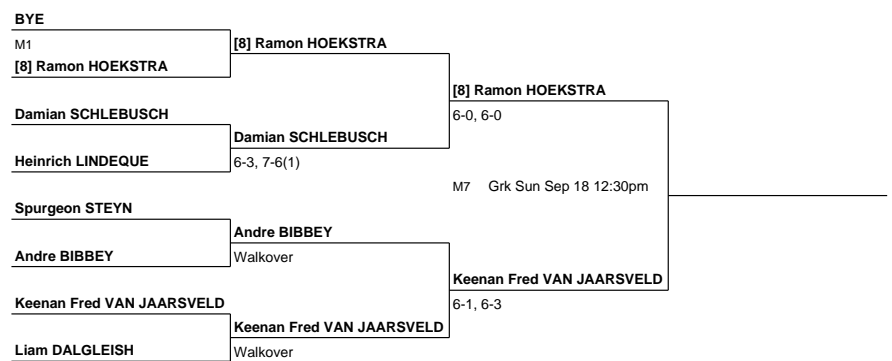 BYE
M1
[8] Ramon HOEKSTRA
[8] Ramon HOEKSTRA
[8] Ramon HOEKSTRA
6-0, 6-0
Damian SCHLEBUSCH
Damian SCHLEBUSCH
6-3, 7-6(1)
Heinrich LINDEQUE
M7 Grk Sun Sep 18 12:30pm
Spurgeon STEYN
Andre BIBBEY
Walkover
Andre BIBBEY
Keenan Fred VAN JAARSVELD
6-1, 6-3
Keenan Fred VAN JAARSVELD
Keenan Fred VAN JAARSVELD
Walkover
Liam DALGLEISH